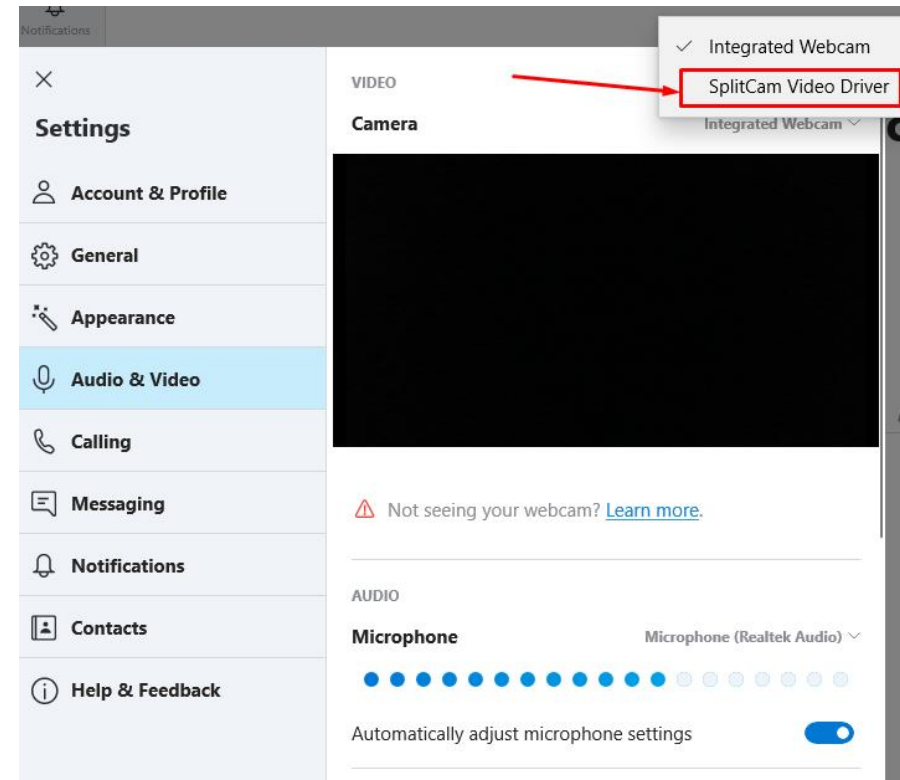 Notifications
Integrated Webcam
SplitCam Video Driver
Settings
Account & Profile
General
Appearance
Audio & Video
Calling
Messaging
Notifications
Contacts
Help & Feedback
VIDEO
Camera
Integrated Webcam
Not seeing your webcam? Learn more.
AUDIO
Microphone
Microphone (Realtek Audio)
Automatically adjust microphone settings